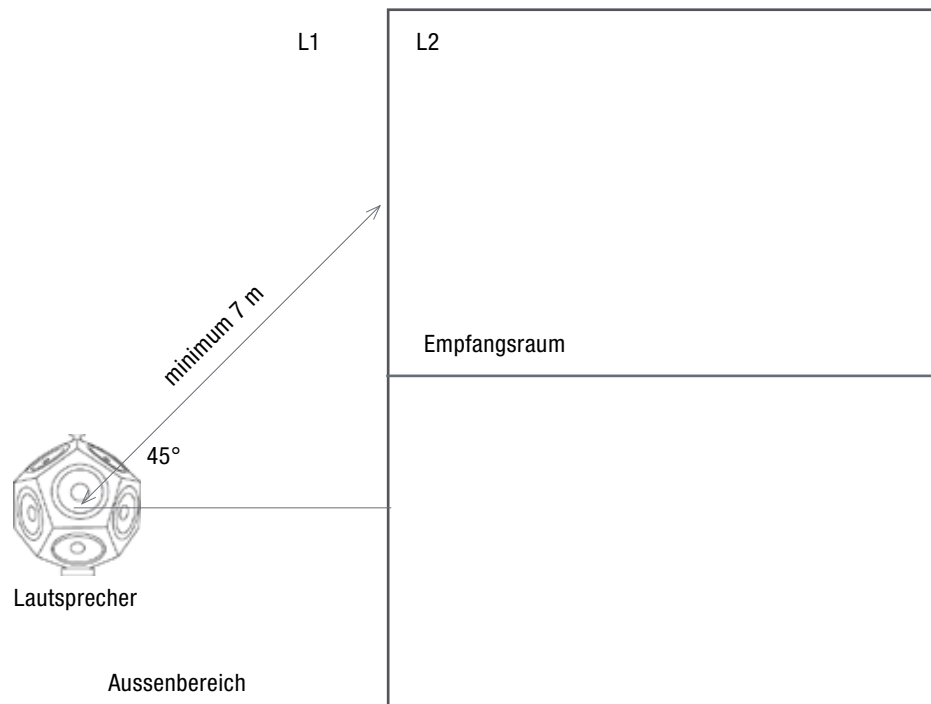 L1
L2
minimum 7 m
Empfangsraum
45°
Lautsprecher
Aussenbereich